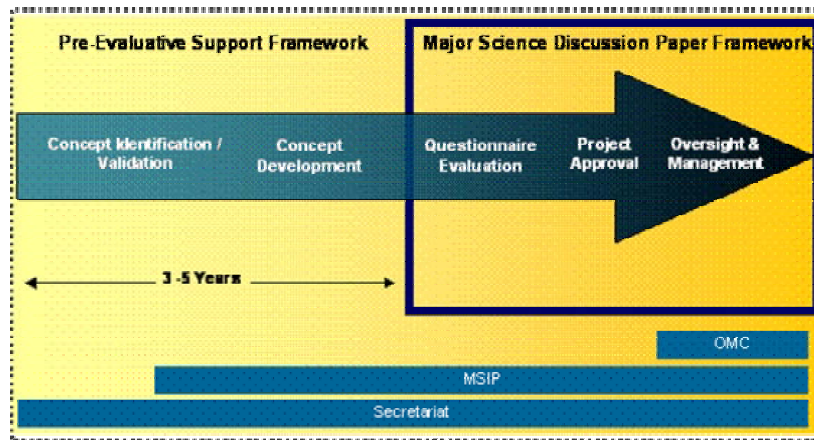 Pre-Evaluative Support Framework
Major Science Discussion Paper Framework
Concept Identification /
Validation
Concept
Development
Questionnaire
Evaluation
Project
Approval
Oversight &
Management
3 -5 Years
OMC
MSIP
Secretariat